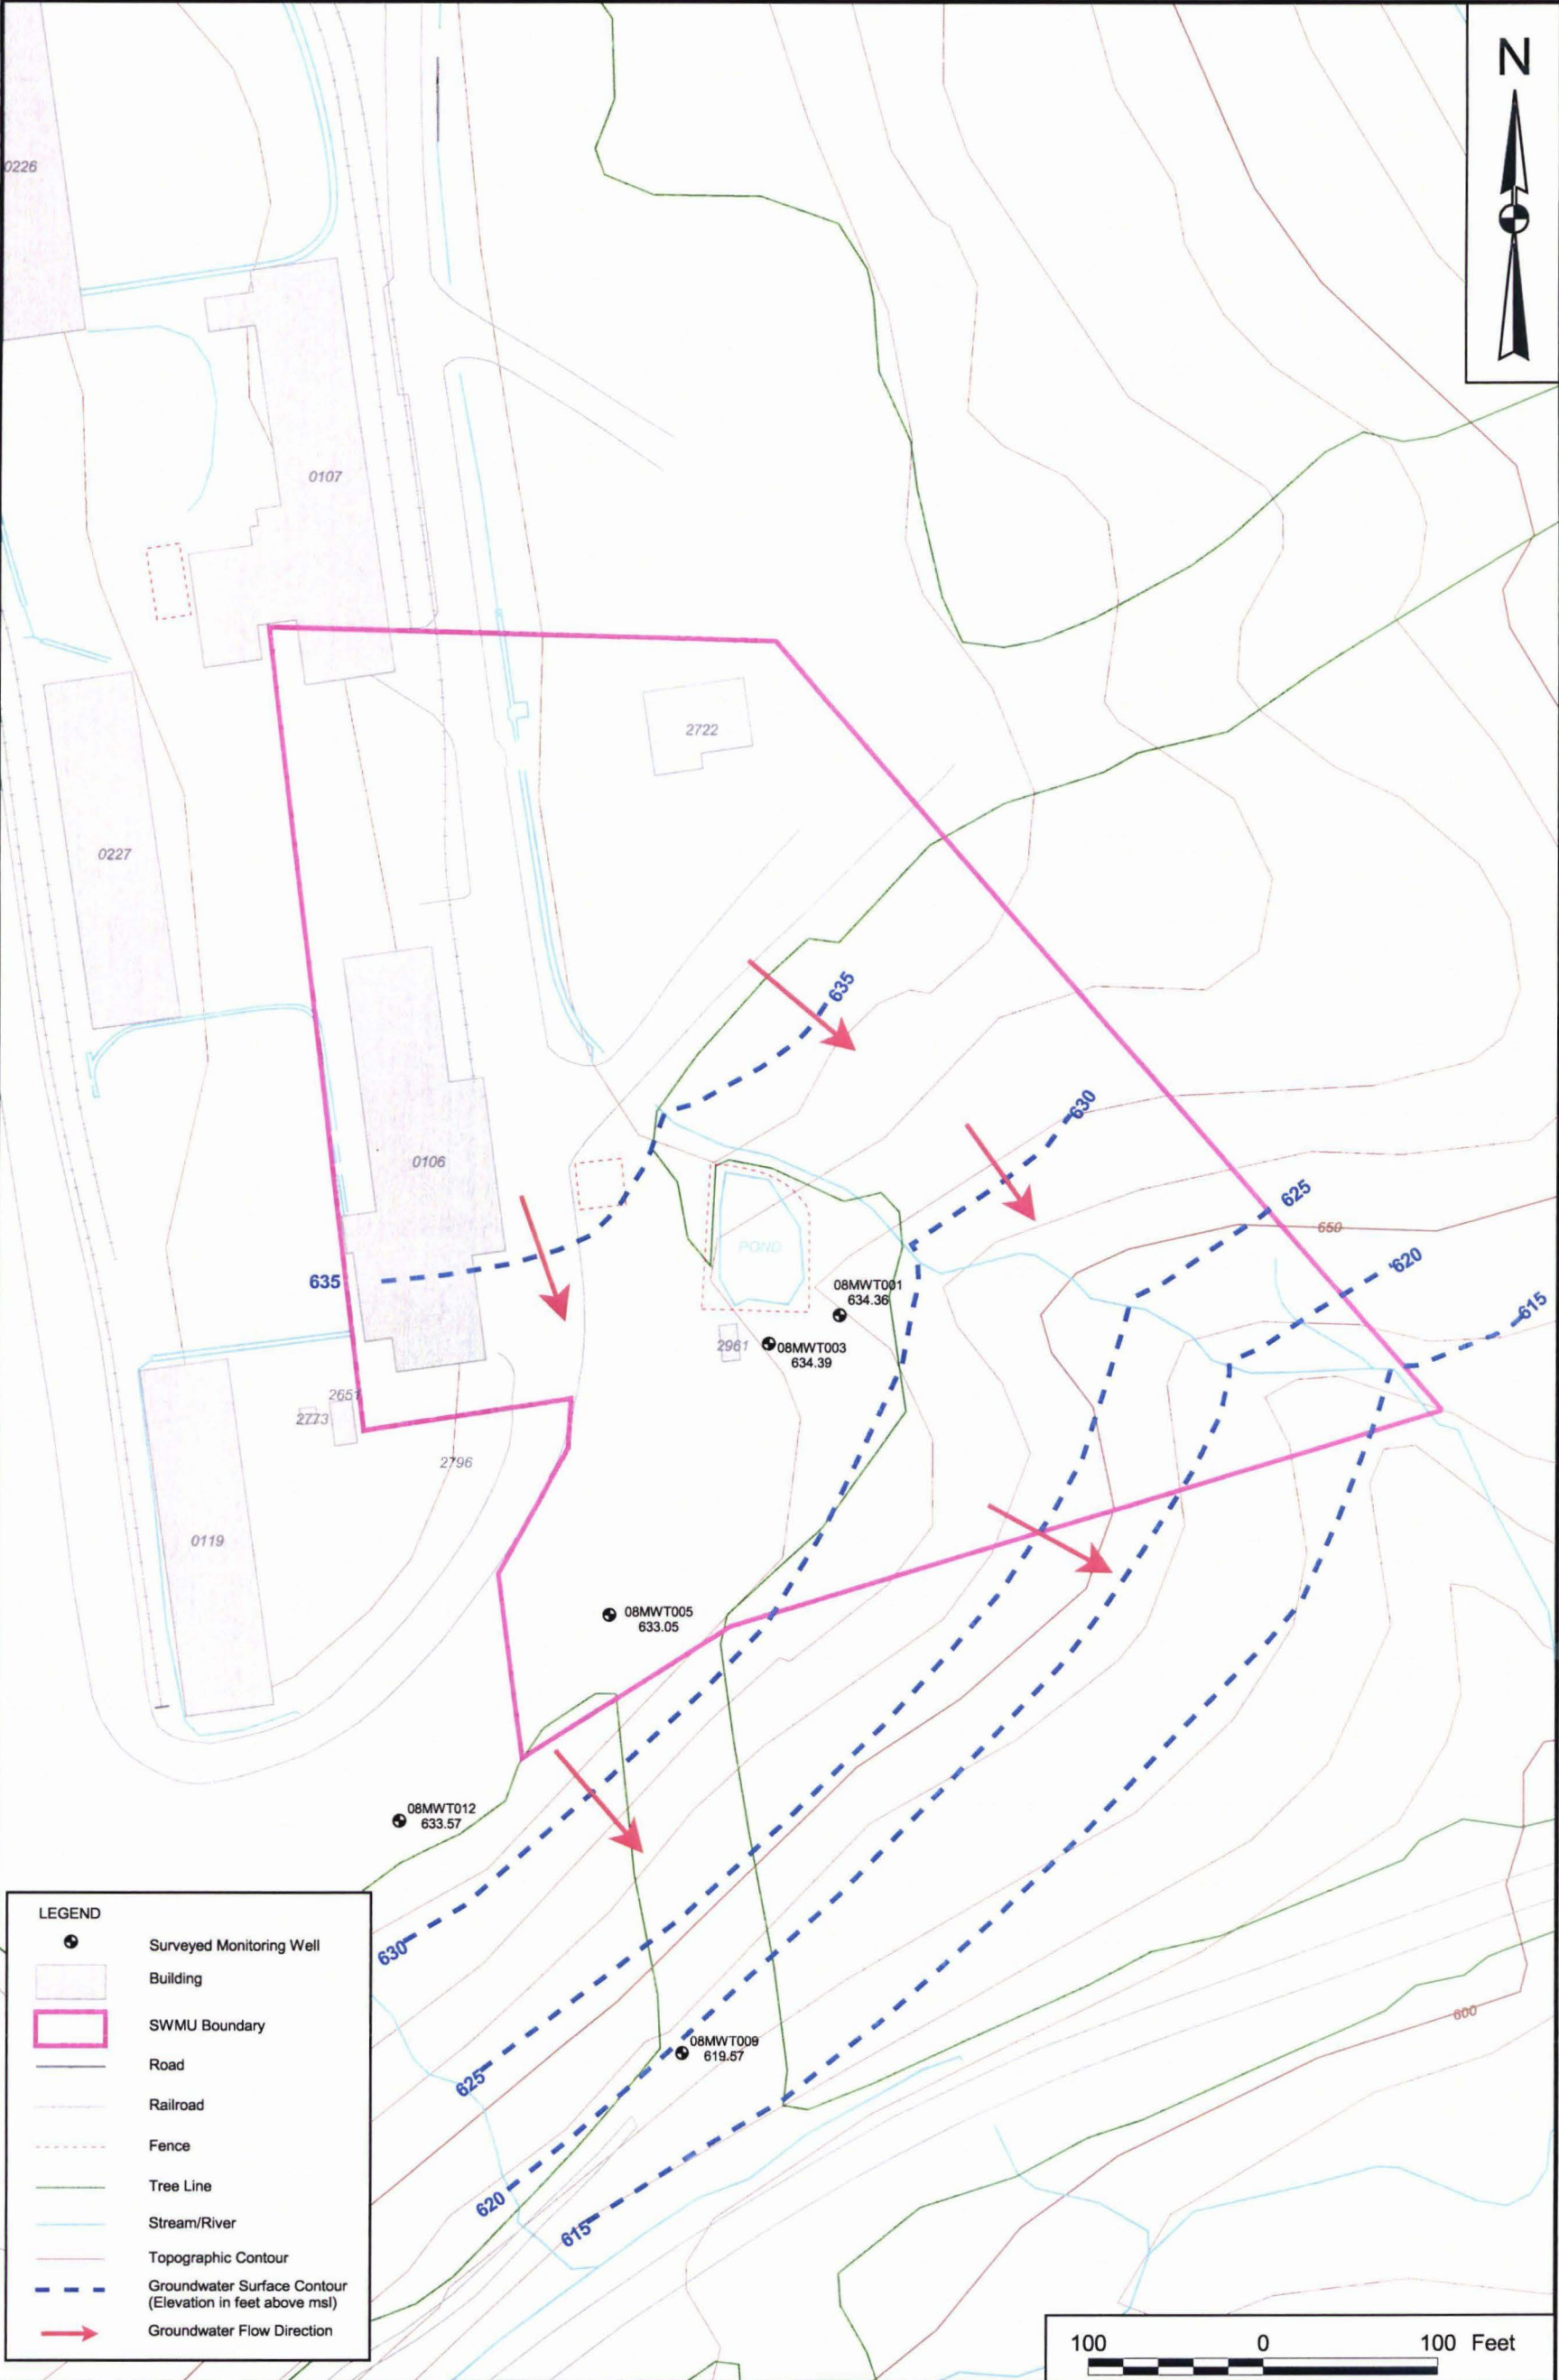 N
0226
0107
2722
0227
635
630
0106
625
650
POND
620
635
08MWT001
634.36
615
2961
08MWT003
634.39
2651
2773
2796
0119
08MWT005
633.05
08MWT012
633.57
630
600
08MWT009
619.57
625
620
615
LEGEND
Surveyed Monitoring Well
Building
SWMU Boundary
Road
Railroad
Fence
Tree Line
Stream/River
Topographic Contour
Groundwater Surface Contour
(Elevation in feet above msl)
Groundwater Flow Direction
100 0 100 Feet